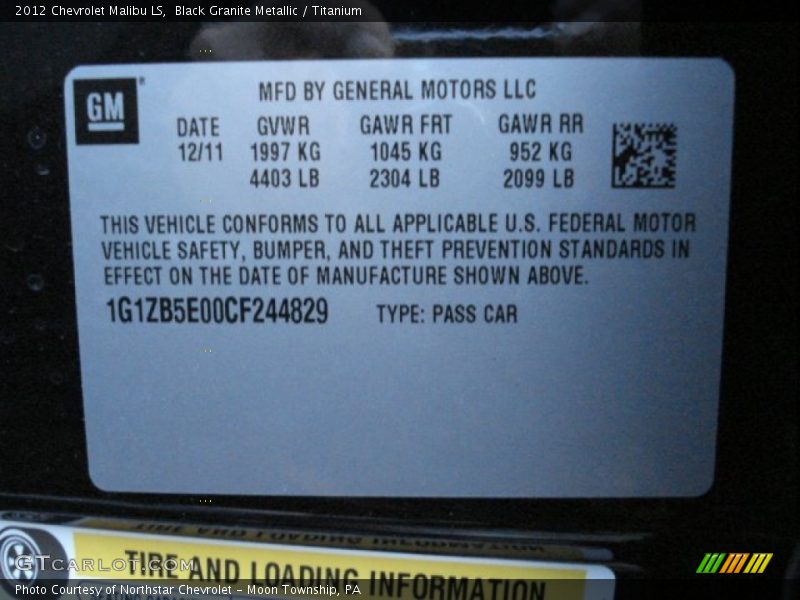 2012 Chevrolet Malibu LS, Black Granite Metallic / Titanium
GM
MFD BY GENERAL MOTORS LLC
DATE GVWR GAWR FRT GAWR RR
12/11 1997 KG 1045 KG 952 KG
4403 LB 2304 LB 2099 LB
THIS VEHICLE CONFORMS TO ALL APPLICABLE U.S. FEDERAL MOTOR
VEHICLE SAFETY, BUMPER, AND THEFT PREVENTION STANDARDS IN
EFFECT ON THE DATE OF MANUFACTURE SHOWN ABOVE.
1G1ZB5E00CF244829 TYPE: PASS CAR
TIRE AND LOADING INFORMATION
GTcarlot.com
Photo Courtesy of Northstar Chevrolet - Moon Township, PA